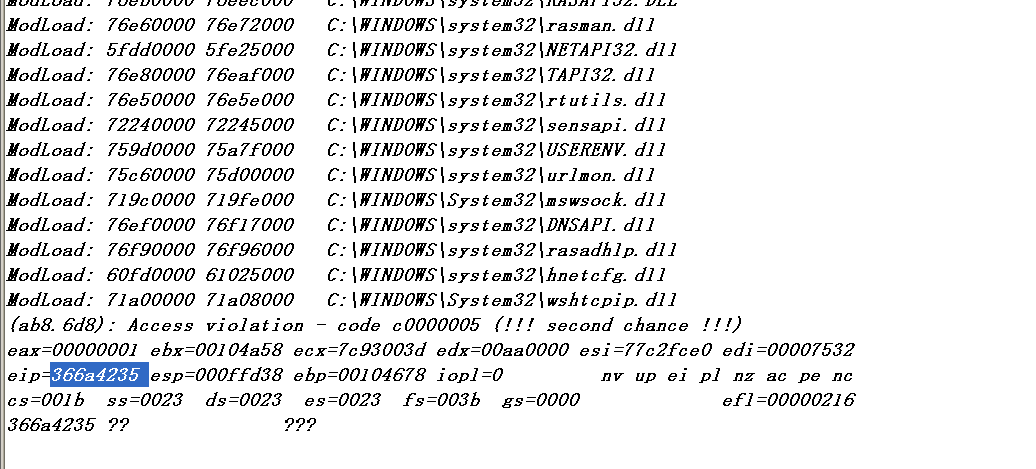 ModLoad: 76eb0000 76eec000   C:\WINDOWS\system32\RASAPI32.DLL
ModLoad: 76e60000 76e72000   C:\WINDOWS\system32\rasman.dll
ModLoad: 5fdd0000 5fe25000   C:\WINDOWS\system32\NETAPI32.dll
ModLoad: 76e80000 76eaf000   C:\WINDOWS\system32\TAPI32.dll
ModLoad: 76e50000 76e5e000   C:\WINDOWS\system32\rtutils.dll
ModLoad: 72240000 72245000   C:\WINDOWS\system32\sensapi.dll
ModLoad: 759d0000 75a7f000   C:\WINDOWS\system32\USERENV.dll
ModLoad: 75c60000 75d00000   C:\WINDOWS\system32\urlmon.dll
ModLoad: 719c0000 719fe000   C:\WINDOWS\System32\mswsock.dll
ModLoad: 76ef0000 76f17000   C:\WINDOWS\system32\DNSAPI.dll
ModLoad: 76f90000 76f96000   C:\WINDOWS\system32\rasadhlp.dll
ModLoad: 60fd0000 61025000   C:\WINDOWS\system32\hnetcfg.dll
ModLoad: 71a00000 71a08000   C:\WINDOWS\System32\wshtcpip.dll
(ab8.6d8): Access violation - code c0000005 (!!! second chance !!!)
eax=00000001 ebx=00104a58 ecx=7c93003d edx=00aa0000 esi=77c2fce0 edi=00007532
eip=366a4235 esp=000ffd38 ebp=00104678 iopl=0         nv up ei pl nz ac pe nc
cs=001b  ss=0023  ds=0023  es=0023  fs=003b  gs=0000             efl=00000216
366a4235 ??              ???